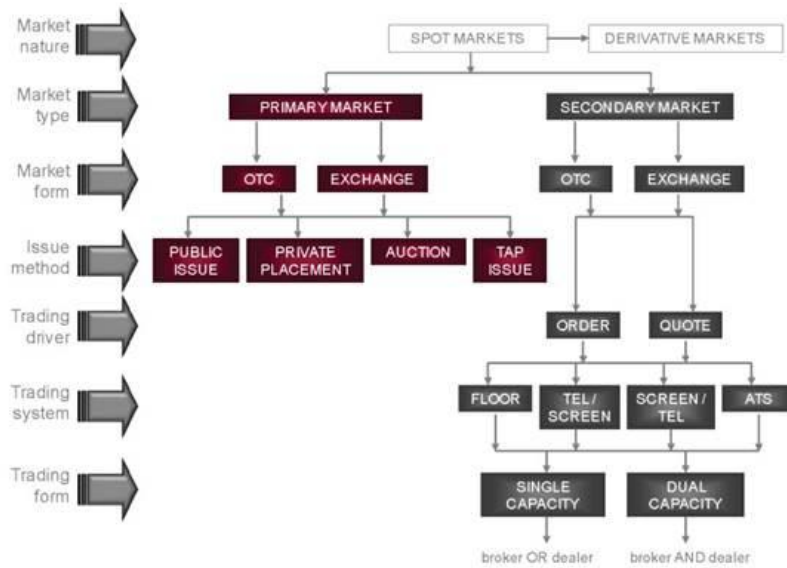 Market
nature
SPOT MARKETS
DERIVATIVE MARKETS
Market
type
PRIMARY MARKET
SECONDARY MARKET
Market
form
OTC
EXCHANGE
OTC
EXCHANGE
Issue
method
PUBLIC
ISSUE
PRIVATE
PLACEMENT
AUCTION
TAP
ISSUE
Trading
driver
ORDER
QUOTE
Trading
system
FLOOR
TEL /
SCREEN
SCREEN /
TEL
ATS
Trading
form
SINGLE
CAPACITY
DUAL
CAPACITY
broker OR dealer
broker AND dealer